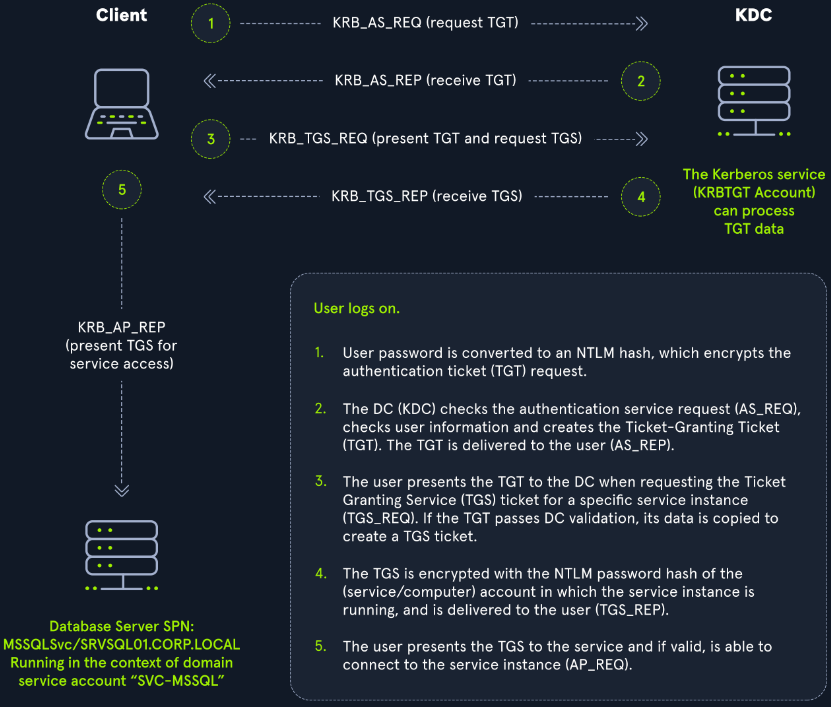 Client
KDC
1
KRB_AS_REQ (request TGT)
KRB_AS_REP (receive TGT)
2
3
KRB_TGS_REQ (present TGT and request TGS)
5
KRB_TGS_REP (receive TGS)
4
The Kerberos service
(KRBTGT Account)
can process
TGT data
KRB_AP_REP
(present TGS for
service access)
Database Server SPN:
MSSQLSvc/SRVSQL01.CORP.LOCAL
Running in the context of domain
service account “SVC-MSSQL”
User logs on.
1. User password is converted to an NTLM hash, which encrypts the
authentication ticket (TGT) request.
2. The DC (KDC) checks the authentication service request (AS_REQ),
checks user information and creates the Ticket-Granting Ticket
(TGT). The TGT is delivered to the user (AS_REP).
3. The user presents the TGT to the DC when requesting the Ticket
Granting Service (TGS) ticket for a specific service instance
(TGS_REQ). If the TGT passes DC validation, its data is copied to
create a TGS ticket.
4. The TGS is encrypted with the NTLM password hash of the
(service/computer) account in which the service instance is
running, and is delivered to the user (TGS_REP).
5. The user presents the TGS to the service and if valid, is able to
connect to the service instance (AP_REQ).